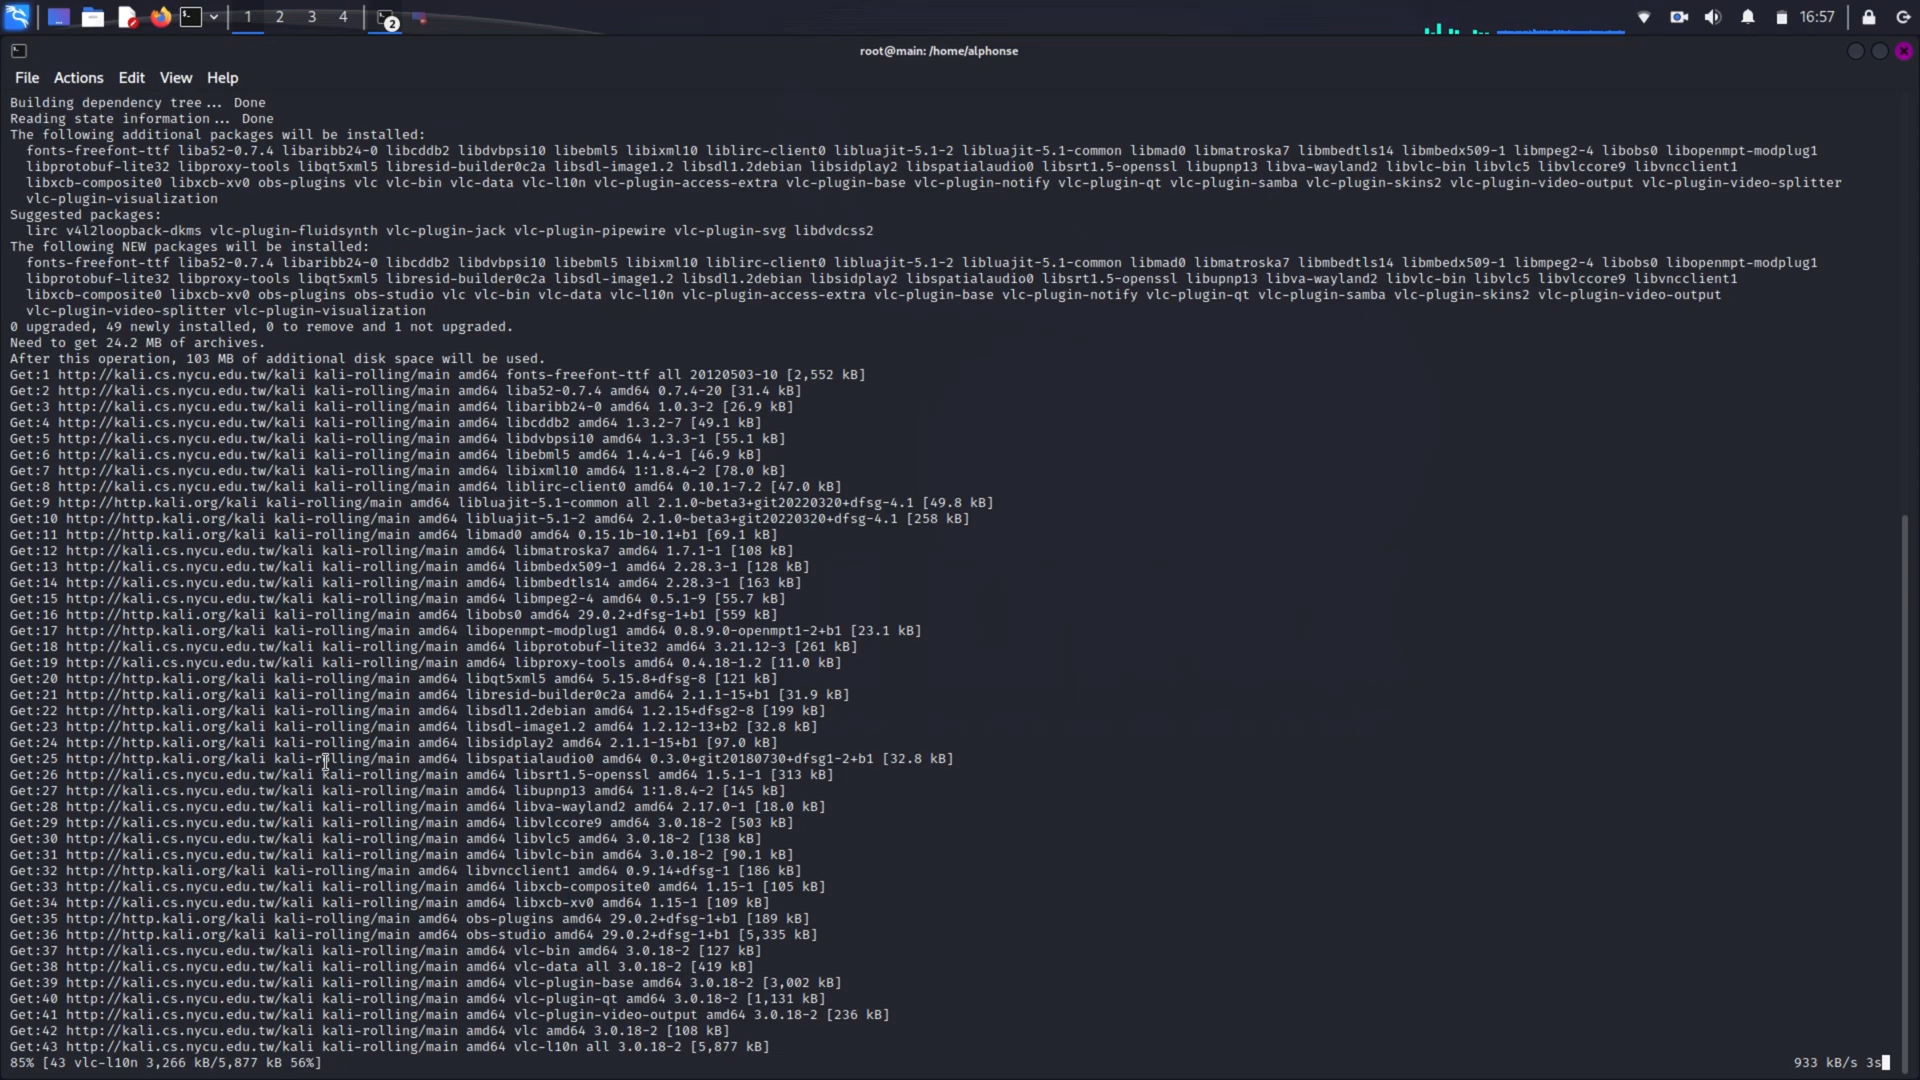 1 2 3 4 2 16:57
root@main: /home/alphonse
File Actions Edit View Help
Building dependency tree... Done
Reading state information... Done
The following additional packages will be installed:
fonts-freefont-ttf liba52-0.7.4 libaribb24-0 libcddb2 libdvbpsi10 libebml5 libixml10 liblirc-client0 libluajit-5.1-2 libluajit-5.1-common libmad0 libmatroska7 libmbedtls14 libmbedx509-1 libmpeg2-4 libobs0 libopenmpt-modplug1
libprotobuf-lite32 libproxy-tools libqt5xml5 libresid-builder0c2a libsdl-image1.2 libsdl1.2debian libsidplay2 libspatialaudio0 libsrt1.5-openssl libupnp13 libva-wayland2 libvlc-bin libvlc5 libvlccore9 libvncclient1
libxcb-composite0 libxcb-xv0 obs-plugins vlc vlc-bin vlc-data vlc-l10n vlc-plugin-access-extra vlc-plugin-base vlc-plugin-notify vlc-plugin-qt vlc-plugin-samba vlc-plugin-skins2 vlc-plugin-video-output vlc-plugin-video-splitter
vlc-plugin-visualization
Suggested packages:
lirc v4l2loopback-dkms vlc-plugin-fluidsynth vlc-plugin-jack vlc-plugin-pipewire vlc-plugin-svg libdvdcss2
The following NEW packages will be installed:
fonts-freefont-ttf liba52-0.7.4 libaribb24-0 libcddb2 libdvbpsi10 libebml5 libixml10 liblirc-client0 libluajit-5.1-2 libluajit-5.1-common libmad0 libmatroska7 libmbedtls14 libmbedx509-1 libmpeg2-4 libobs0 libopenmpt-modplug1
libprotobuf-lite32 libproxy-tools libqt5xml5 libresid-builder0c2a libsdl-image1.2 libsdl1.2debian libsidplay2 libspatialaudio0 libsrt1.5-openssl libupnp13 libva-wayland2 libvlc-bin libvlc5 libvlccore9 libvncclient1
libxcb-composite0 libxcb-xv0 obs-plugins obs-studio vlc vlc-bin vlc-data vlc-l10n vlc-plugin-access-extra vlc-plugin-base vlc-plugin-notify vlc-plugin-qt vlc-plugin-samba vlc-plugin-skins2 vlc-plugin-video-output
vlc-plugin-video-splitter vlc-plugin-visualization
0 upgraded, 49 newly installed, 0 to remove and 1 not upgraded.
Need to get 24.2 MB of archives.
After this operation, 103 MB of additional disk space will be used.
Get:1 http://kali.cs.nycu.edu.tw/kali kali-rolling/main amd64 fonts-freefont-ttf all 20120503-10 [2,552 kB]
Get:2 http://kali.cs.nycu.edu.tw/kali kali-rolling/main amd64 liba52-0.7.4 amd64 0.7.4-20 [31.4 kB]
Get:3 http://kali.cs.nycu.edu.tw/kali kali-rolling/main amd64 libaribb24-0 amd64 1.0.3-2 [26.9 kB]
Get:4 http://kali.cs.nycu.edu.tw/kali kali-rolling/main amd64 libcddb2 amd64 1.3.2-7 [49.1 kB]
Get:5 http://kali.cs.nycu.edu.tw/kali kali-rolling/main amd64 libdvbpsi10 amd64 1.3.3-1 [55.1 kB]
Get:6 http://kali.cs.nycu.edu.tw/kali kali-rolling/main amd64 libebml5 amd64 1.4.4-1 [46.9 kB]
Get:7 http://kali.cs.nycu.edu.tw/kali kali-rolling/main amd64 libixml10 amd64 1:1.8.4-2 [78.0 kB]
Get:8 http://kali.cs.nycu.edu.tw/kali kali-rolling/main amd64 liblirc-client0 amd64 0.10.1-7.2 [47.0 kB]
Get:9 http://http.kali.org/kali kali-rolling/main amd64 libluajit-5.1-common all 2.1.0~beta3+git20220320+dfsg-4.1 [49.8 kB]
Get:10 http://http.kali.org/kali kali-rolling/main amd64 libluajit-5.1-2 amd64 2.1.0~beta3+git20220320+dfsg-4.1 [258 kB]
Get:11 http://http.kali.org/kali kali-rolling/main amd64 libmad0 amd64 0.15.1b-10.1+b1 [69.1 kB]
Get:12 http://kali.cs.nycu.edu.tw/kali kali-rolling/main amd64 libmatroska7 amd64 1.7.1-1 [108 kB]
Get:13 http://kali.cs.nycu.edu.tw/kali kali-rolling/main amd64 libmbedx509-1 amd64 2.28.3-1 [128 kB]
Get:14 http://kali.cs.nycu.edu.tw/kali kali-rolling/main amd64 libmbedtls14 amd64 2.28.3-1 [163 kB]
Get:15 http://kali.cs.nycu.edu.tw/kali kali-rolling/main amd64 libmpeg2-4 amd64 0.5.1-9 [55.7 kB]
Get:16 http://http.kali.org/kali kali-rolling/main amd64 libobs0 amd64 29.0.2+dfsg-1+b1 [559 kB]
Get:17 http://http.kali.org/kali kali-rolling/main amd64 libopenmpt-modplug1 amd64 0.8.9.0-openmpt1-2+b1 [23.1 kB]
Get:18 http://http.kali.org/kali kali-rolling/main amd64 libprotobuf-lite32 amd64 3.21.12-3 [261 kB]
Get:19 http://http.kali.org/kali kali-rolling/main amd64 libproxy-tools amd64 0.4.18-1.2 [11.0 kB]
Get:20 http://http.kali.org/kali kali-rolling/main amd64 libqt5xml5 amd64 5.15.8+dfsg-8 [121 kB]
Get:21 http://http.kali.org/kali kali-rolling/main amd64 libresid-builder0c2a amd64 2.1.1-15+b1 [31.9 kB]
Get:22 http://http.kali.org/kali kali-rolling/main amd64 libsdl1.2debian amd64 1.2.15+dfsg2-8 [199 kB]
Get:23 http://http.kali.org/kali kali-rolling/main amd64 libsdl-image1.2 amd64 1.2.12-13+b2 [32.8 kB]
Get:24 http://http.kali.org/kali kali-rolling/main amd64 libsidplay2 amd64 2.1.1-15+b1 [97.0 kB]
Get:25 http://http.kali.org/kali kali-rolling/main amd64 libspatialaudio0 amd64 0.3.0+git20180730+dfsg1-2+b1 [32.8 kB]
Get:26 http://kali.cs.nycu.edu.tw/kali kali-rolling/main amd64 libsrt1.5-openssl amd64 1.5.1-1 [313 kB]
Get:27 http://kali.cs.nycu.edu.tw/kali kali-rolling/main amd64 libupnp13 amd64 1:1.8.4-2 [145 kB]
Get:28 http://kali.cs.nycu.edu.tw/kali kali-rolling/main amd64 libva-wayland2 amd64 2.17.0-1 [18.0 kB]
Get:29 http://kali.cs.nycu.edu.tw/kali kali-rolling/main amd64 libvlccore9 amd64 3.0.18-2 [503 kB]
Get:30 http://kali.cs.nycu.edu.tw/kali kali-rolling/main amd64 libvlc5 amd64 3.0.18-2 [138 kB]
Get:31 http://kali.cs.nycu.edu.tw/kali kali-rolling/main amd64 libvlc-bin amd64 3.0.18-2 [90.1 kB]
Get:32 http://http.kali.org/kali kali-rolling/main amd64 libvncclient1 amd64 0.9.14+dfsg-1 [186 kB]
Get:33 http://kali.cs.nycu.edu.tw/kali kali-rolling/main amd64 libxcb-composite0 amd64 1.15-1 [105 kB]
Get:34 http://kali.cs.nycu.edu.tw/kali kali-rolling/main amd64 libxcb-xv0 amd64 1.15-1 [109 kB]
Get:35 http://http.kali.org/kali kali-rolling/main amd64 obs-plugins amd64 29.0.2+dfsg-1+b1 [189 kB]
Get:36 http://http.kali.org/kali kali-rolling/main amd64 obs-studio amd64 29.0.2+dfsg-1+b1 [5,335 kB]
Get:37 http://kali.cs.nycu.edu.tw/kali kali-rolling/main amd64 vlc-bin amd64 3.0.18-2 [127 kB]
Get:38 http://kali.cs.nycu.edu.tw/kali kali-rolling/main amd64 vlc-data all 3.0.18-2 [419 kB]
Get:39 http://kali.cs.nycu.edu.tw/kali kali-rolling/main amd64 vlc-plugin-base amd64 3.0.18-2 [3,002 kB]
Get:40 http://kali.cs.nycu.edu.tw/kali kali-rolling/main amd64 vlc-plugin-qt amd64 3.0.18-2 [1,131 kB]
Get:41 http://kali.cs.nycu.edu.tw/kali kali-rolling/main amd64 vlc-plugin-video-output amd64 3.0.18-2 [236 kB]
Get:42 http://kali.cs.nycu.edu.tw/kali kali-rolling/main amd64 vlc amd64 3.0.18-2 [108 kB]
Get:43 http://kali.cs.nycu.edu.tw/kali kali-rolling/main amd64 vlc-l10n all 3.0.18-2 [5,877 kB]
85% [43 vlc-l10n 3,266 kB/5,877 kB 56%] 933 kB/s 3s